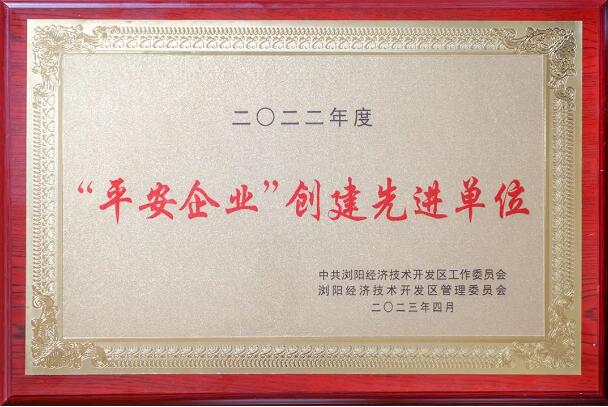 二〇二二年度
“平安企业”创建先进单位
中共浏阳经济技术开发区工作委员会
浏阳经济技术开发区管理委员会
二〇二三年四月